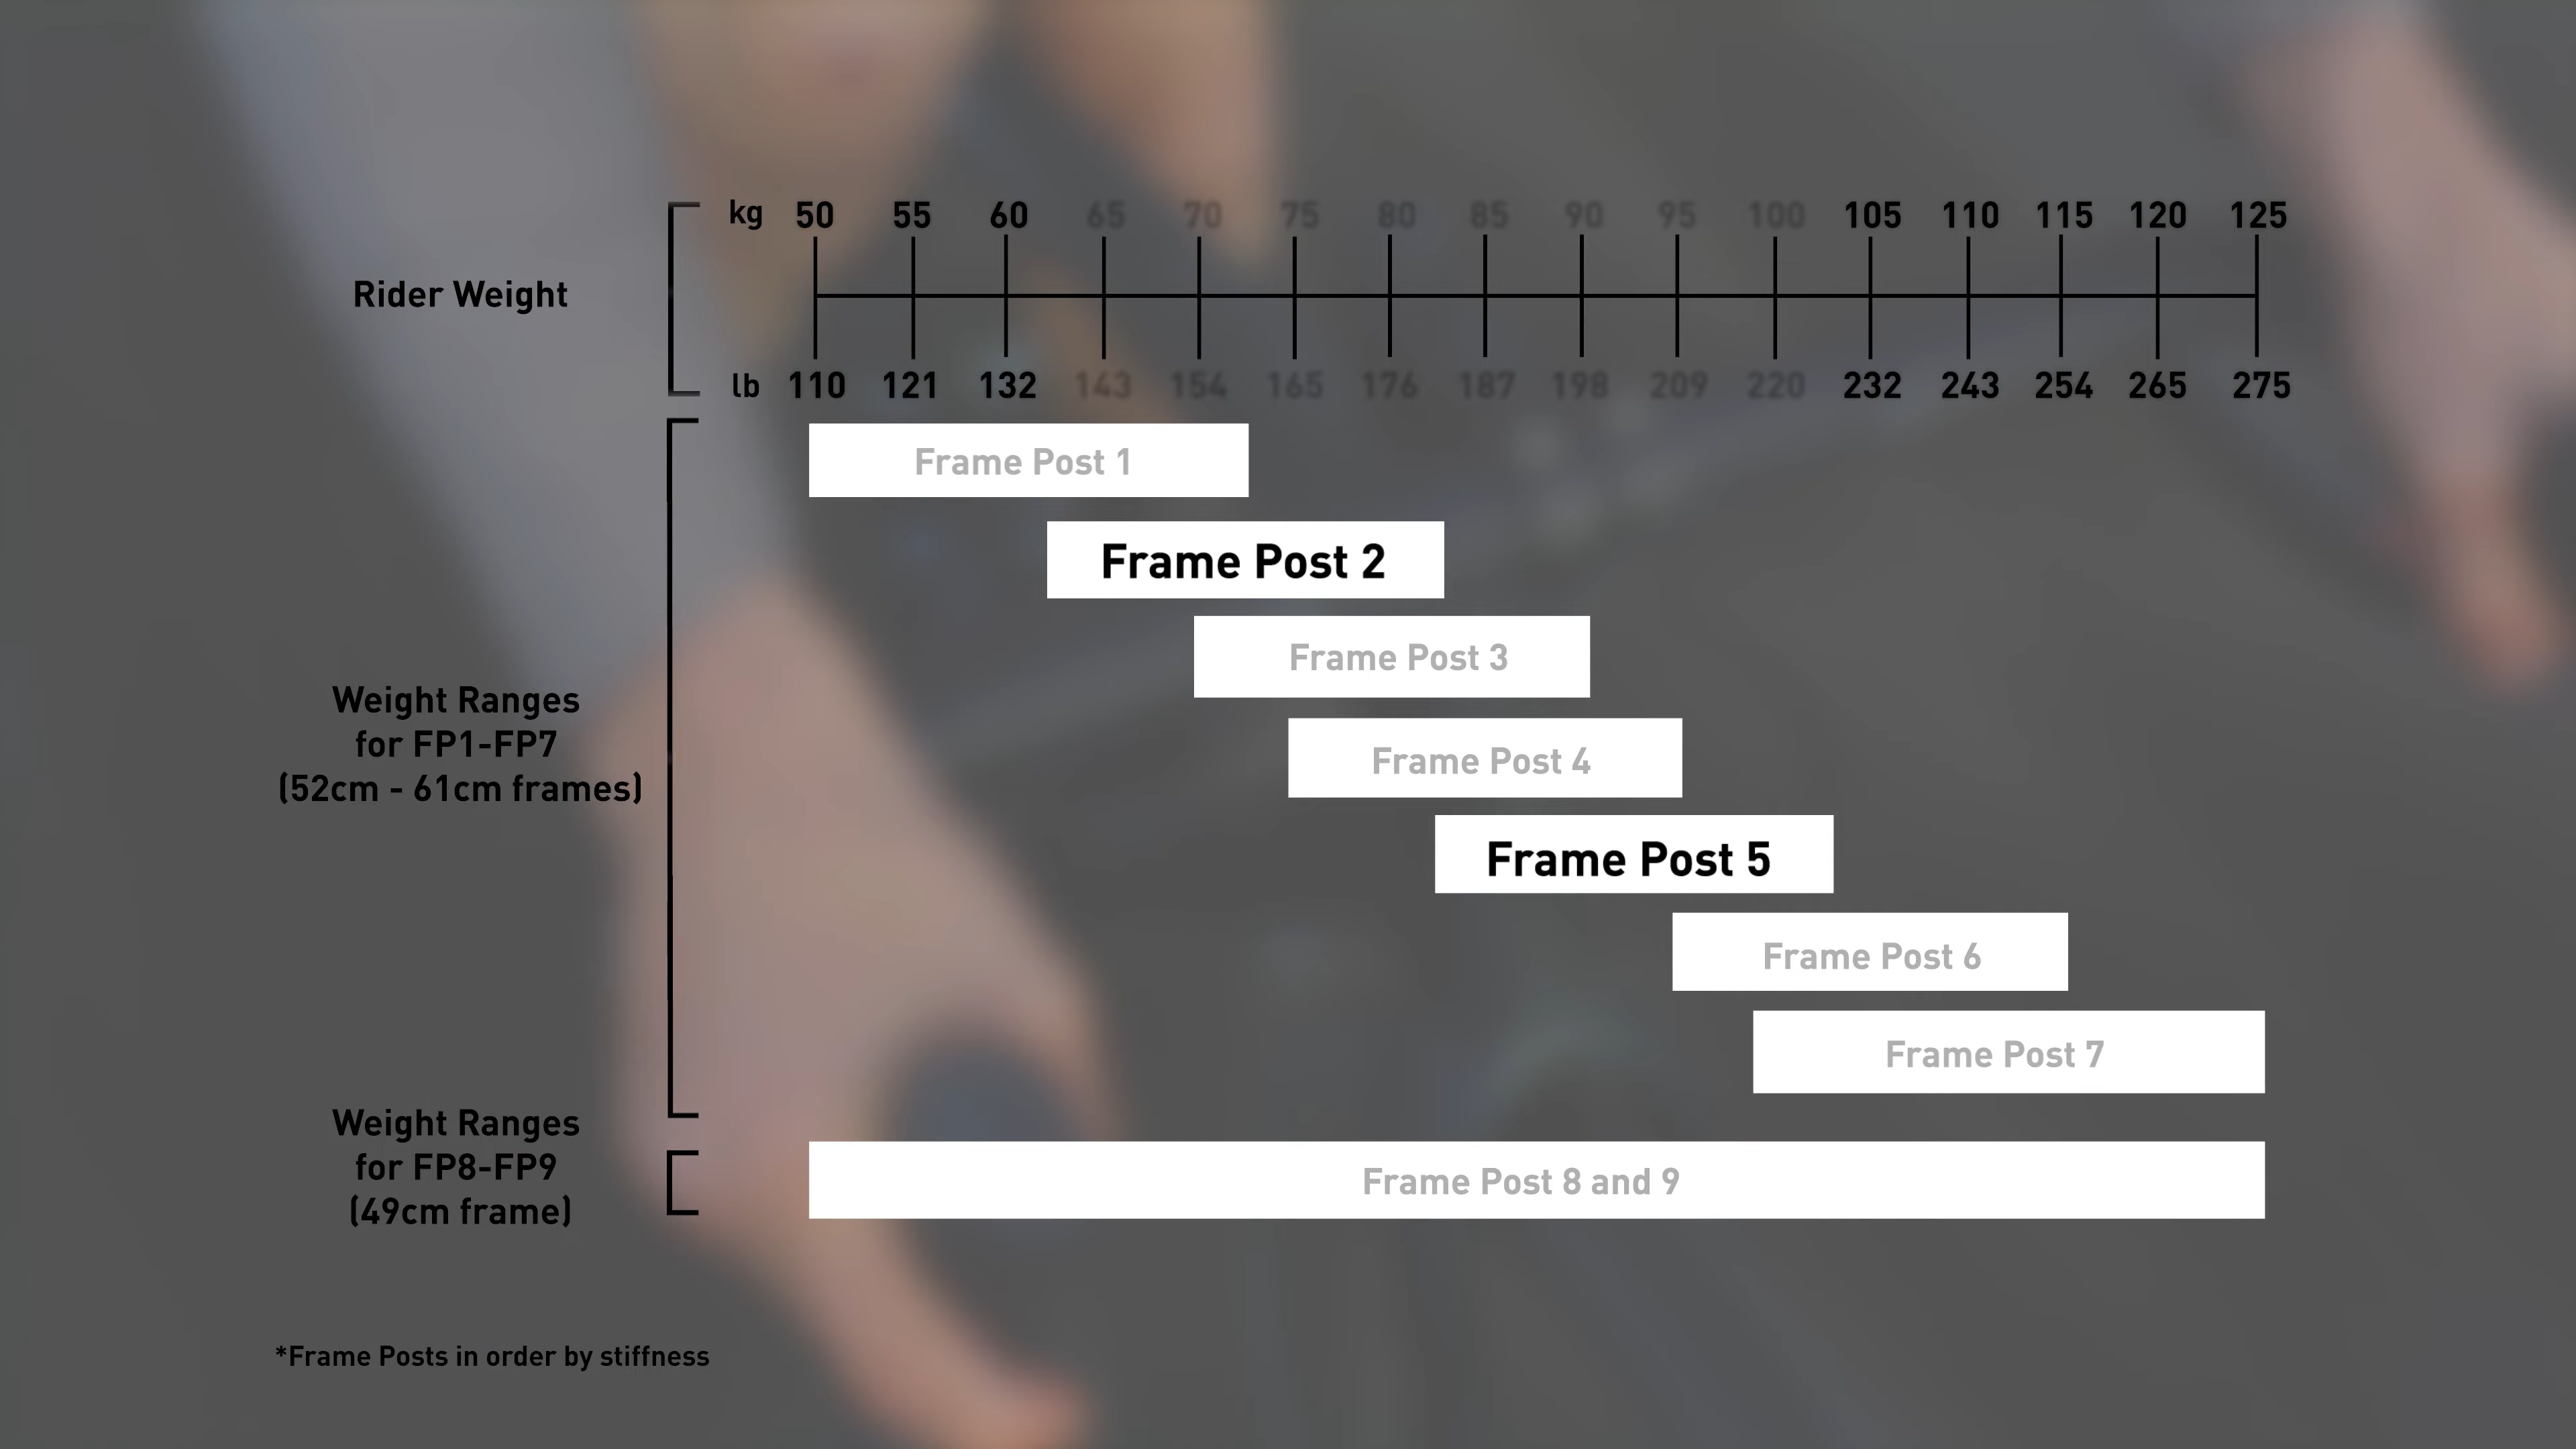 kg 50 55 60 65 70 75 80 85 90 95 100 105 110 115 120 125
Rider Weight
lb 110 121 132 143 154 165 176 187 198 209 220 232 243 254 265 275
Frame Post 1
Frame Post 2
Frame Post 3
Weight Ranges
for FP1-FP7
(52cm - 61cm frames)
Frame Post 4
Frame Post 5
Frame Post 6
Frame Post 7
Weight Ranges
for FP8-FP9
(49cm frame)
Frame Post 8 and 9
*Frame Posts in order by stiffness